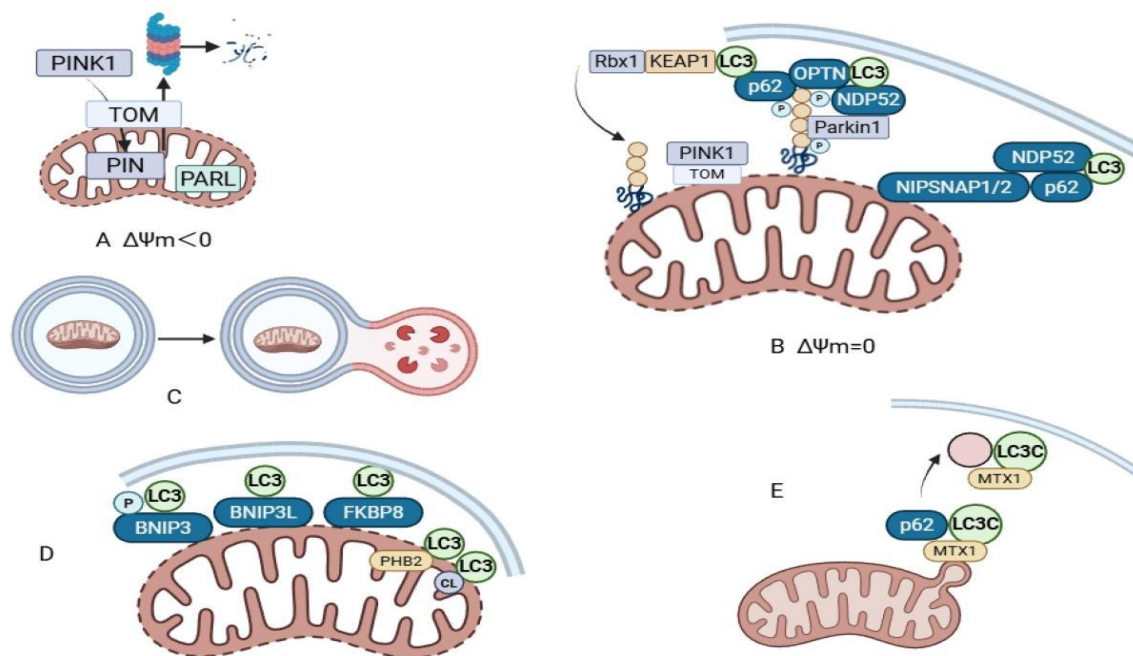 PINK1
TOM
PIN
PARL
A ΔΨm<0
Rbx1 KEAP1 LC3
p62 OPTN LC3
P P NDP52
Parkin1
P
PINK1
TOM
NDP52 LC3
NIPSNAP1/2 p62
B ΔΨm=0
C
D
P LC3
BNIP3
LC3
BNIP3L
LC3
FKBP8
PHB2 LC3
CL LC3
E
LC3C
MTX1
p62 LC3C
MTX1